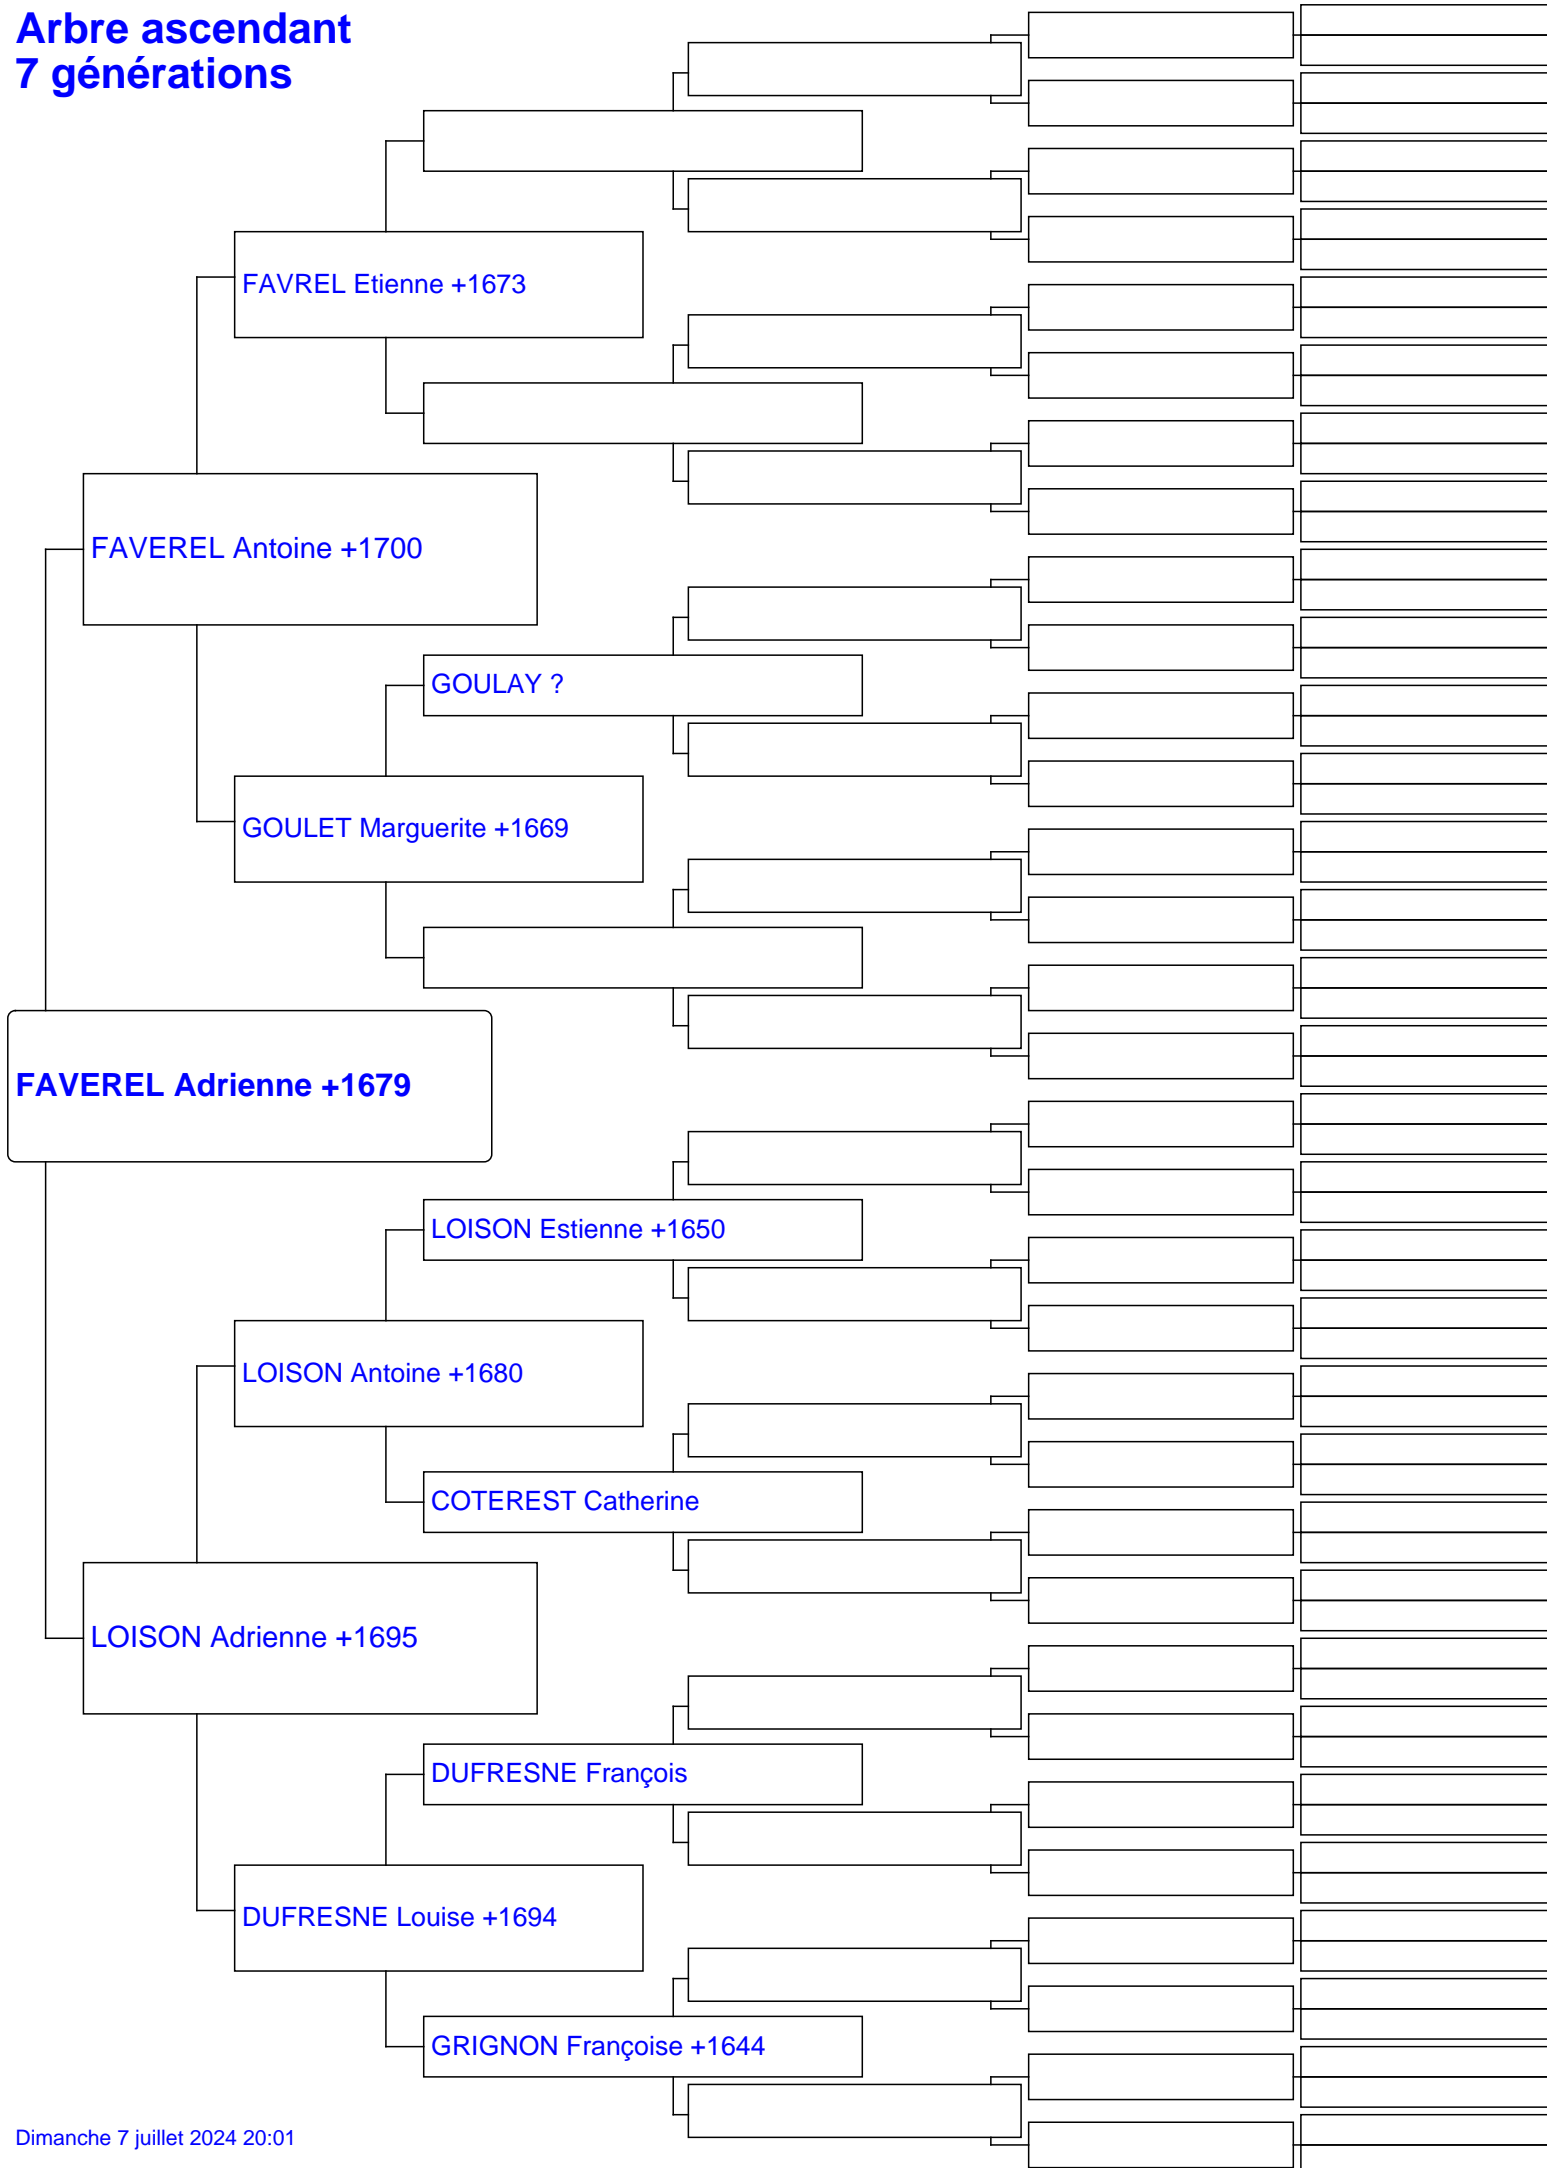 Arbre ascendant
7 générations
FAVREL Etienne +1673
FAVEREL Antoine +1700
GOULAY ?
GOULET Marguerite +1669
FAVEREL Adrienne +1679
LOISON Estienne +1650
LOISON Antoine +1680
COTEREST Catherine
LOISON Adrienne +1695
DUFRESNE François
DUFRESNE Louise +1694
GRIGNON Françoise +1644
Dimanche 7 juillet 2024 20:01